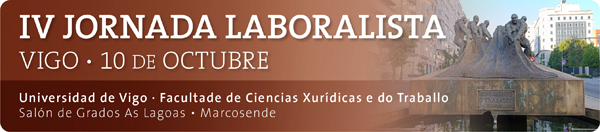 IV JORNADA LABORALISTA
VIGO • 10 DE OCTUBRE
Universidad de Vigo · Facultade de Ciencias Xurídicas e do Traballo
Salón de Grados As Lagoas • Marcosende